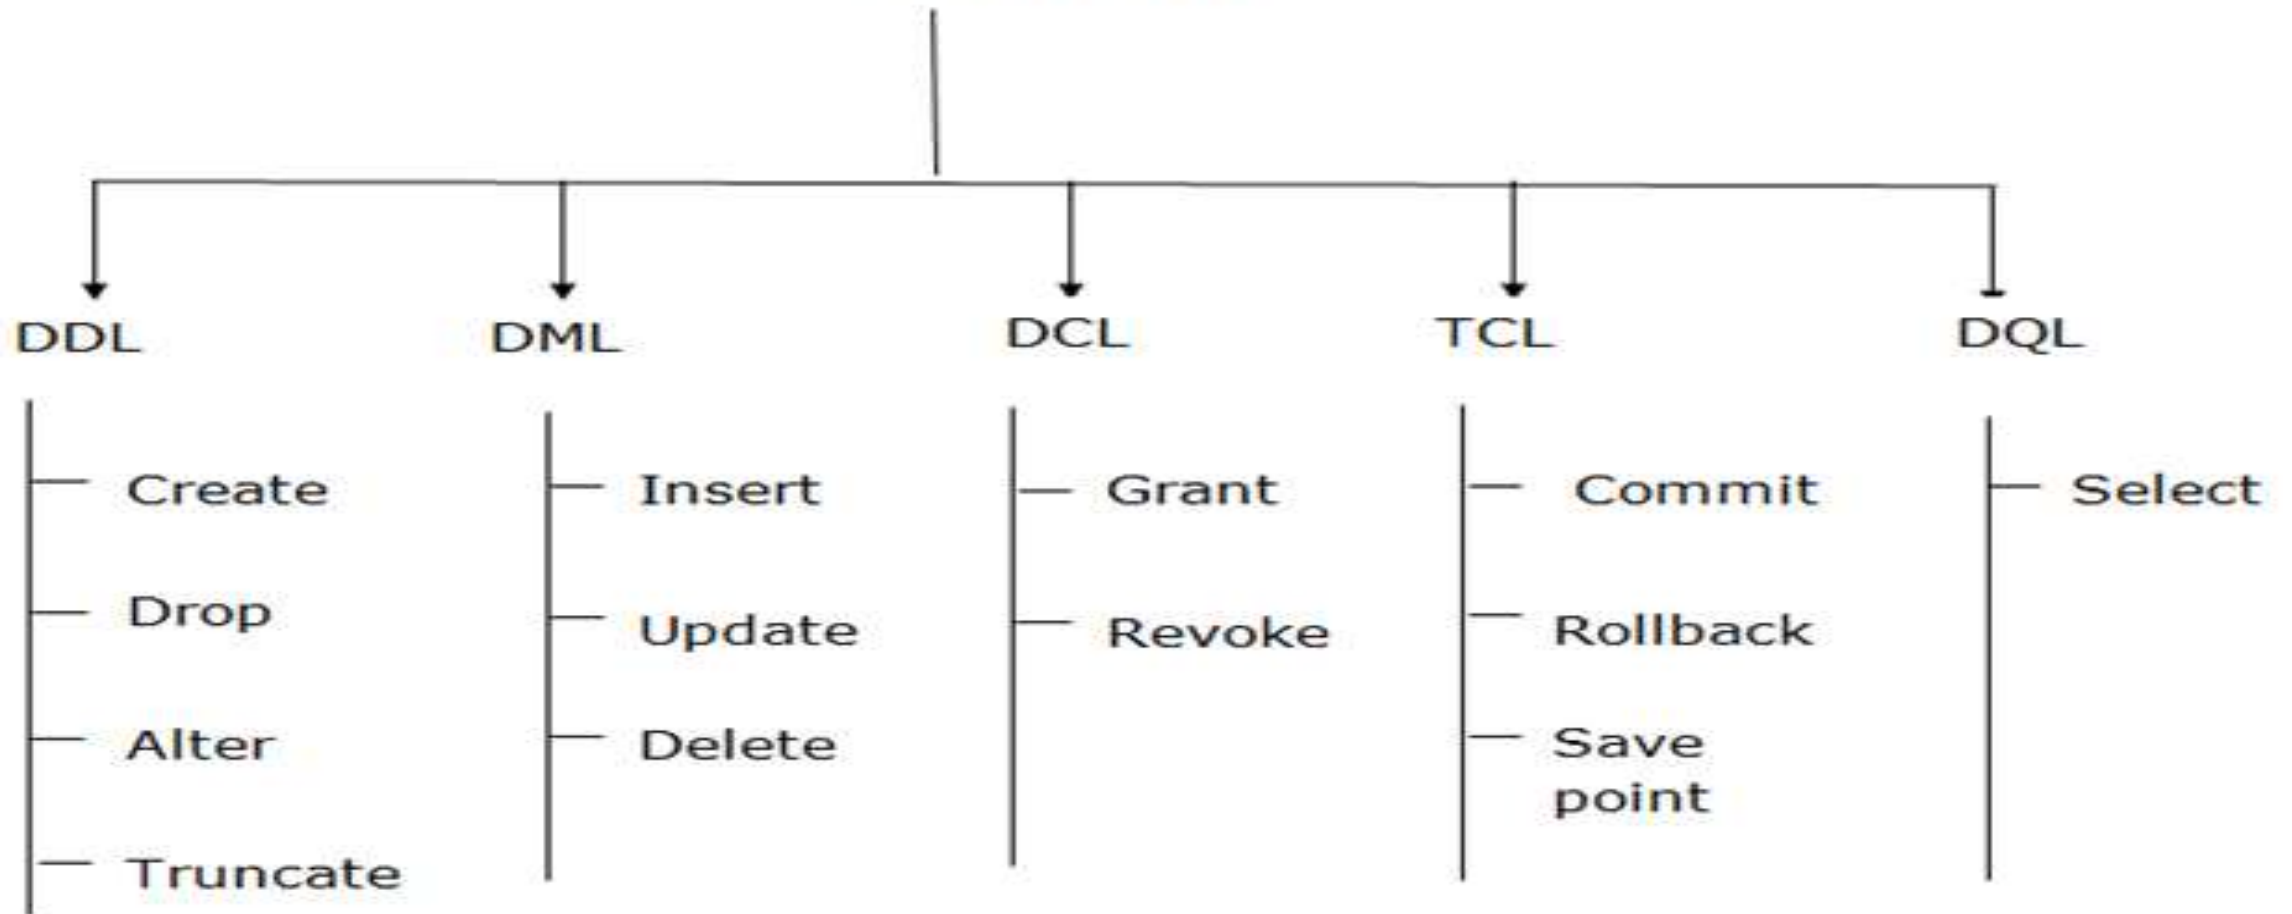 DDL
DML
DCL
TCL
DQL
Create
Drop
Alter
Truncate
Insert
Update
Delete
Grant
Revoke
Commit
Rollback
Save
point
Select